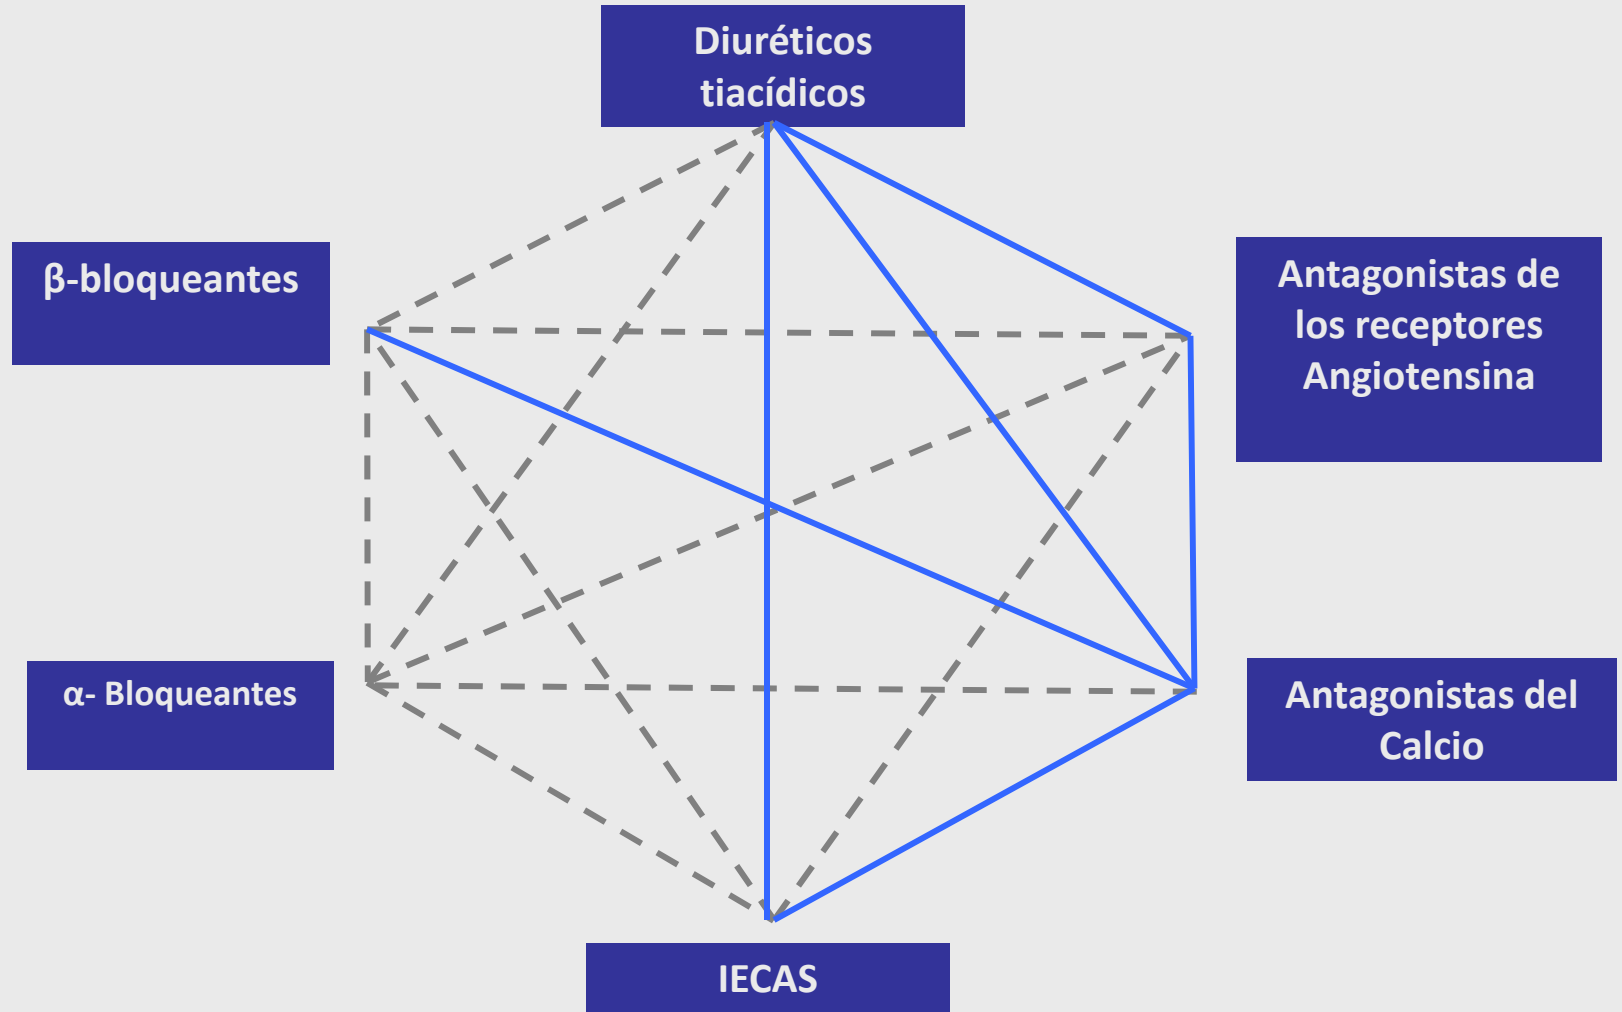 Diuréticos
tiacídicos
β-bloqueantes
Antagonistas de
los receptores
Angiotensina
α- Bloqueantes
Antagonistas del
Calcio
IECAS